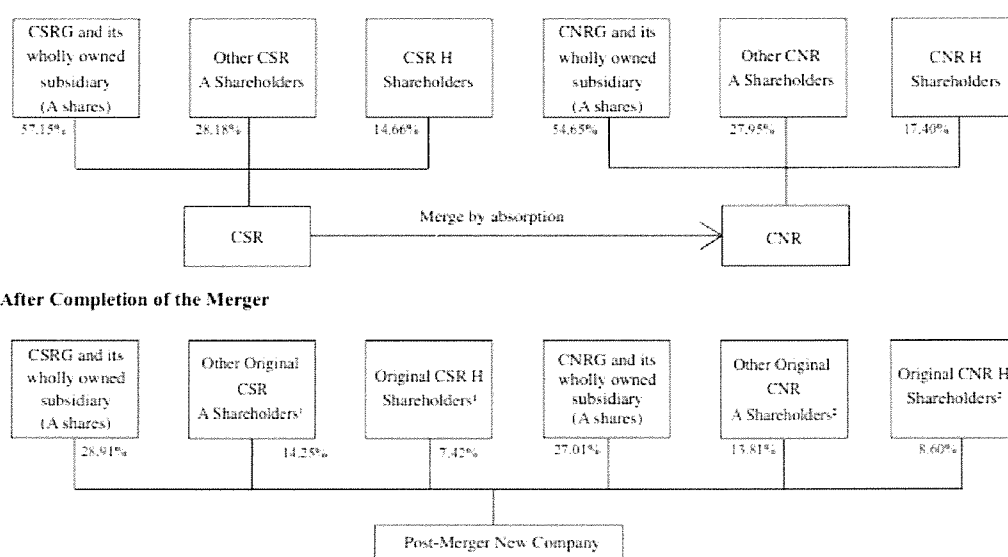 CSRG and its
wholly owned
subsidiary
(A shares)
57.15%
Other CSR
A Shareholders
28.18%
CSR H
Shareholders
14.66%
CNRG and its
wholly owned
subsidiary
(A shares)
54.65%
Other CNR
A Shareholders
27.95%
CNR H
Shareholders
17.40%
CSR
Merge by absorption
CNR
After Completion of the Merger
CSRG and its
wholly owned
subsidiary
(A shares)
28.91%
Other Original
CSR
A Shareholders¹
14.25%
Original CSR H
Shareholders¹
7.42%
CNRG and its
wholly owned
subsidiary
(A shares)
27.01%
Other Original
CNR
A Shareholders²
13.81%
Original CNR H
Shareholders²
8.60%
Post-Merger New Company